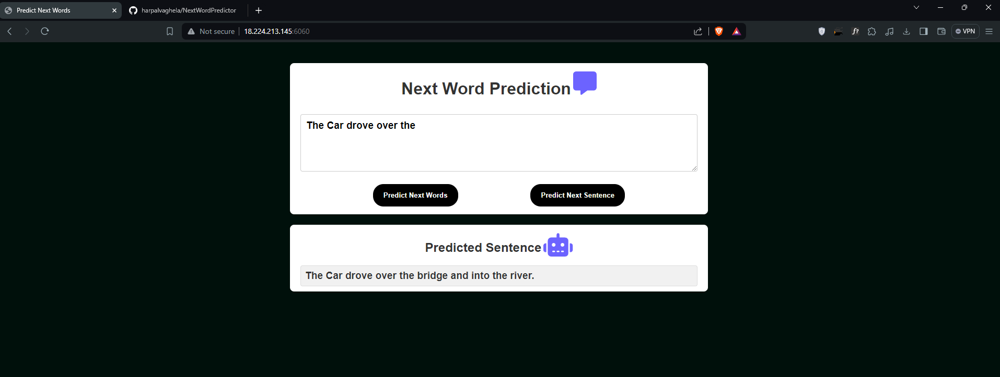 Predict Next Words
harpalvaghela/NextWordPredictor
Not secure
18.224.213.145:6060
VPN
Next Word Prediction
The Car drove over the
Predict Next Words
Predict Next Sentence
Predicted Sentence
The Car drove over the bridge and into the river.